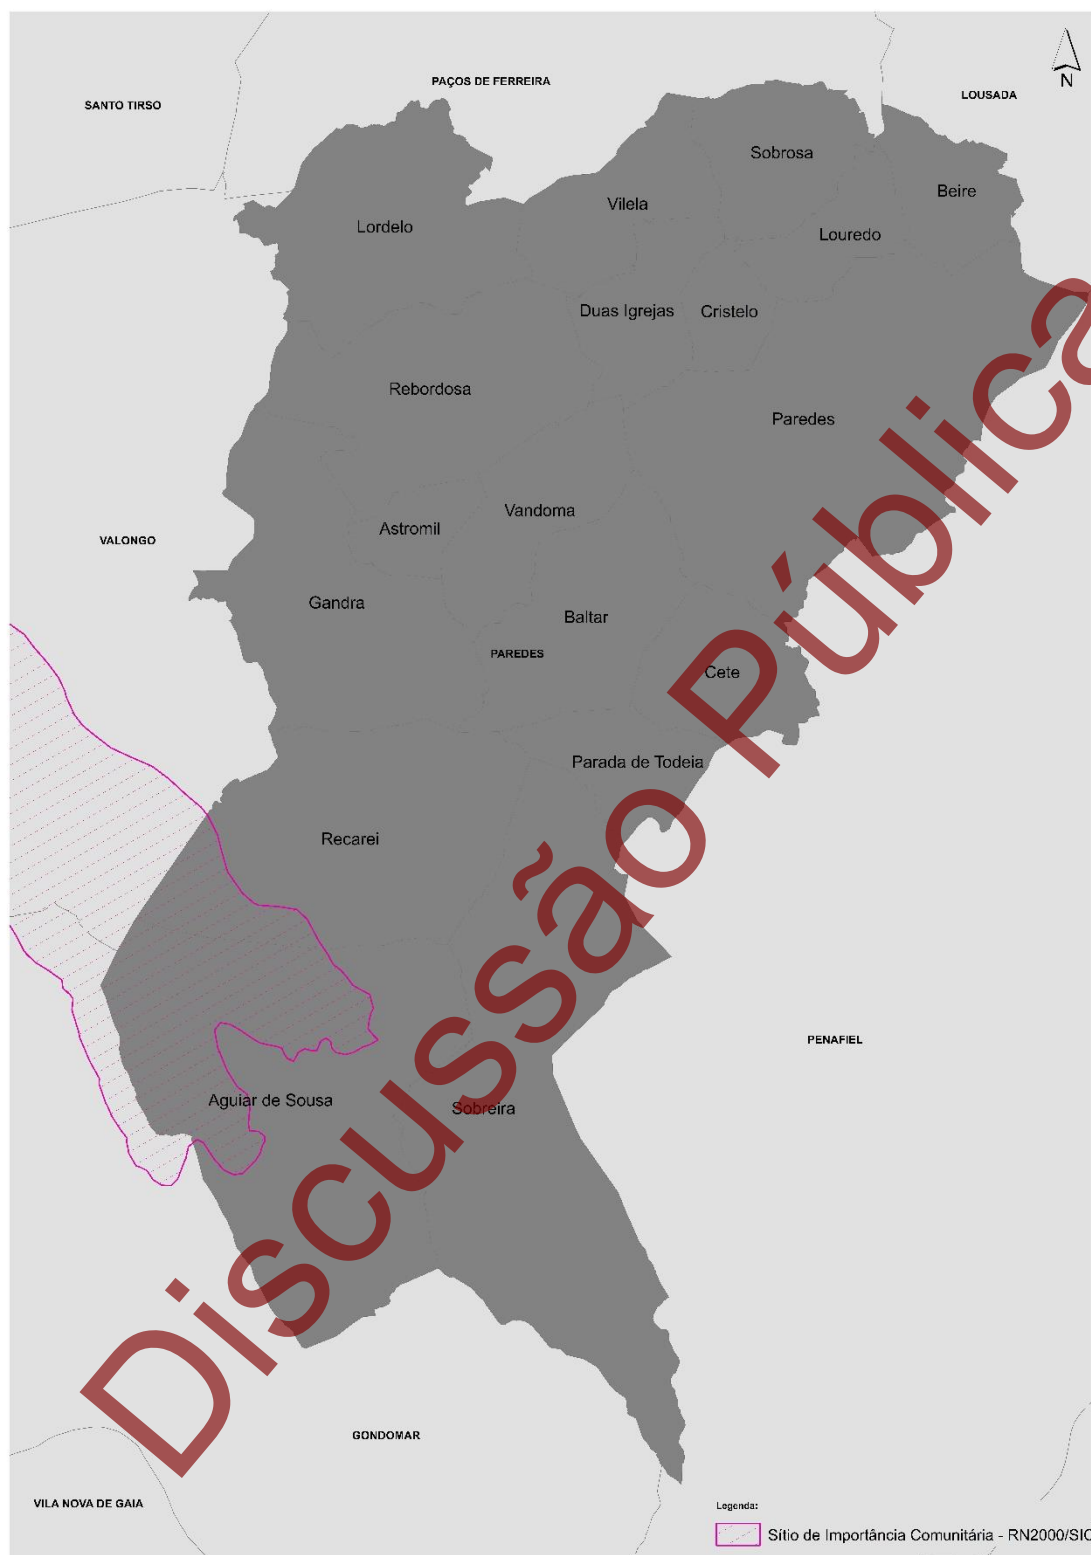 PAÇOS DE FERREIRA
SANTO TIRSO
LOUSADA
N
Sobrosa
Beire
Vilela
Lordelo
Louredo
Duas Igrejas
Cristelo
Rebordosa
Paredes
Vandoma
Astromil
VALONGO
Gandra
Baltar
PAREDES
Cete
Parada de Todeia
Recarei
PENAFIEL
Aguiar de Sousa
Sobreira
GONDOMAR
VILA NOVA DE GAIA
Legenda:
Sítio de Importância Comunitária - RN2000/SIC
Discussão Pública